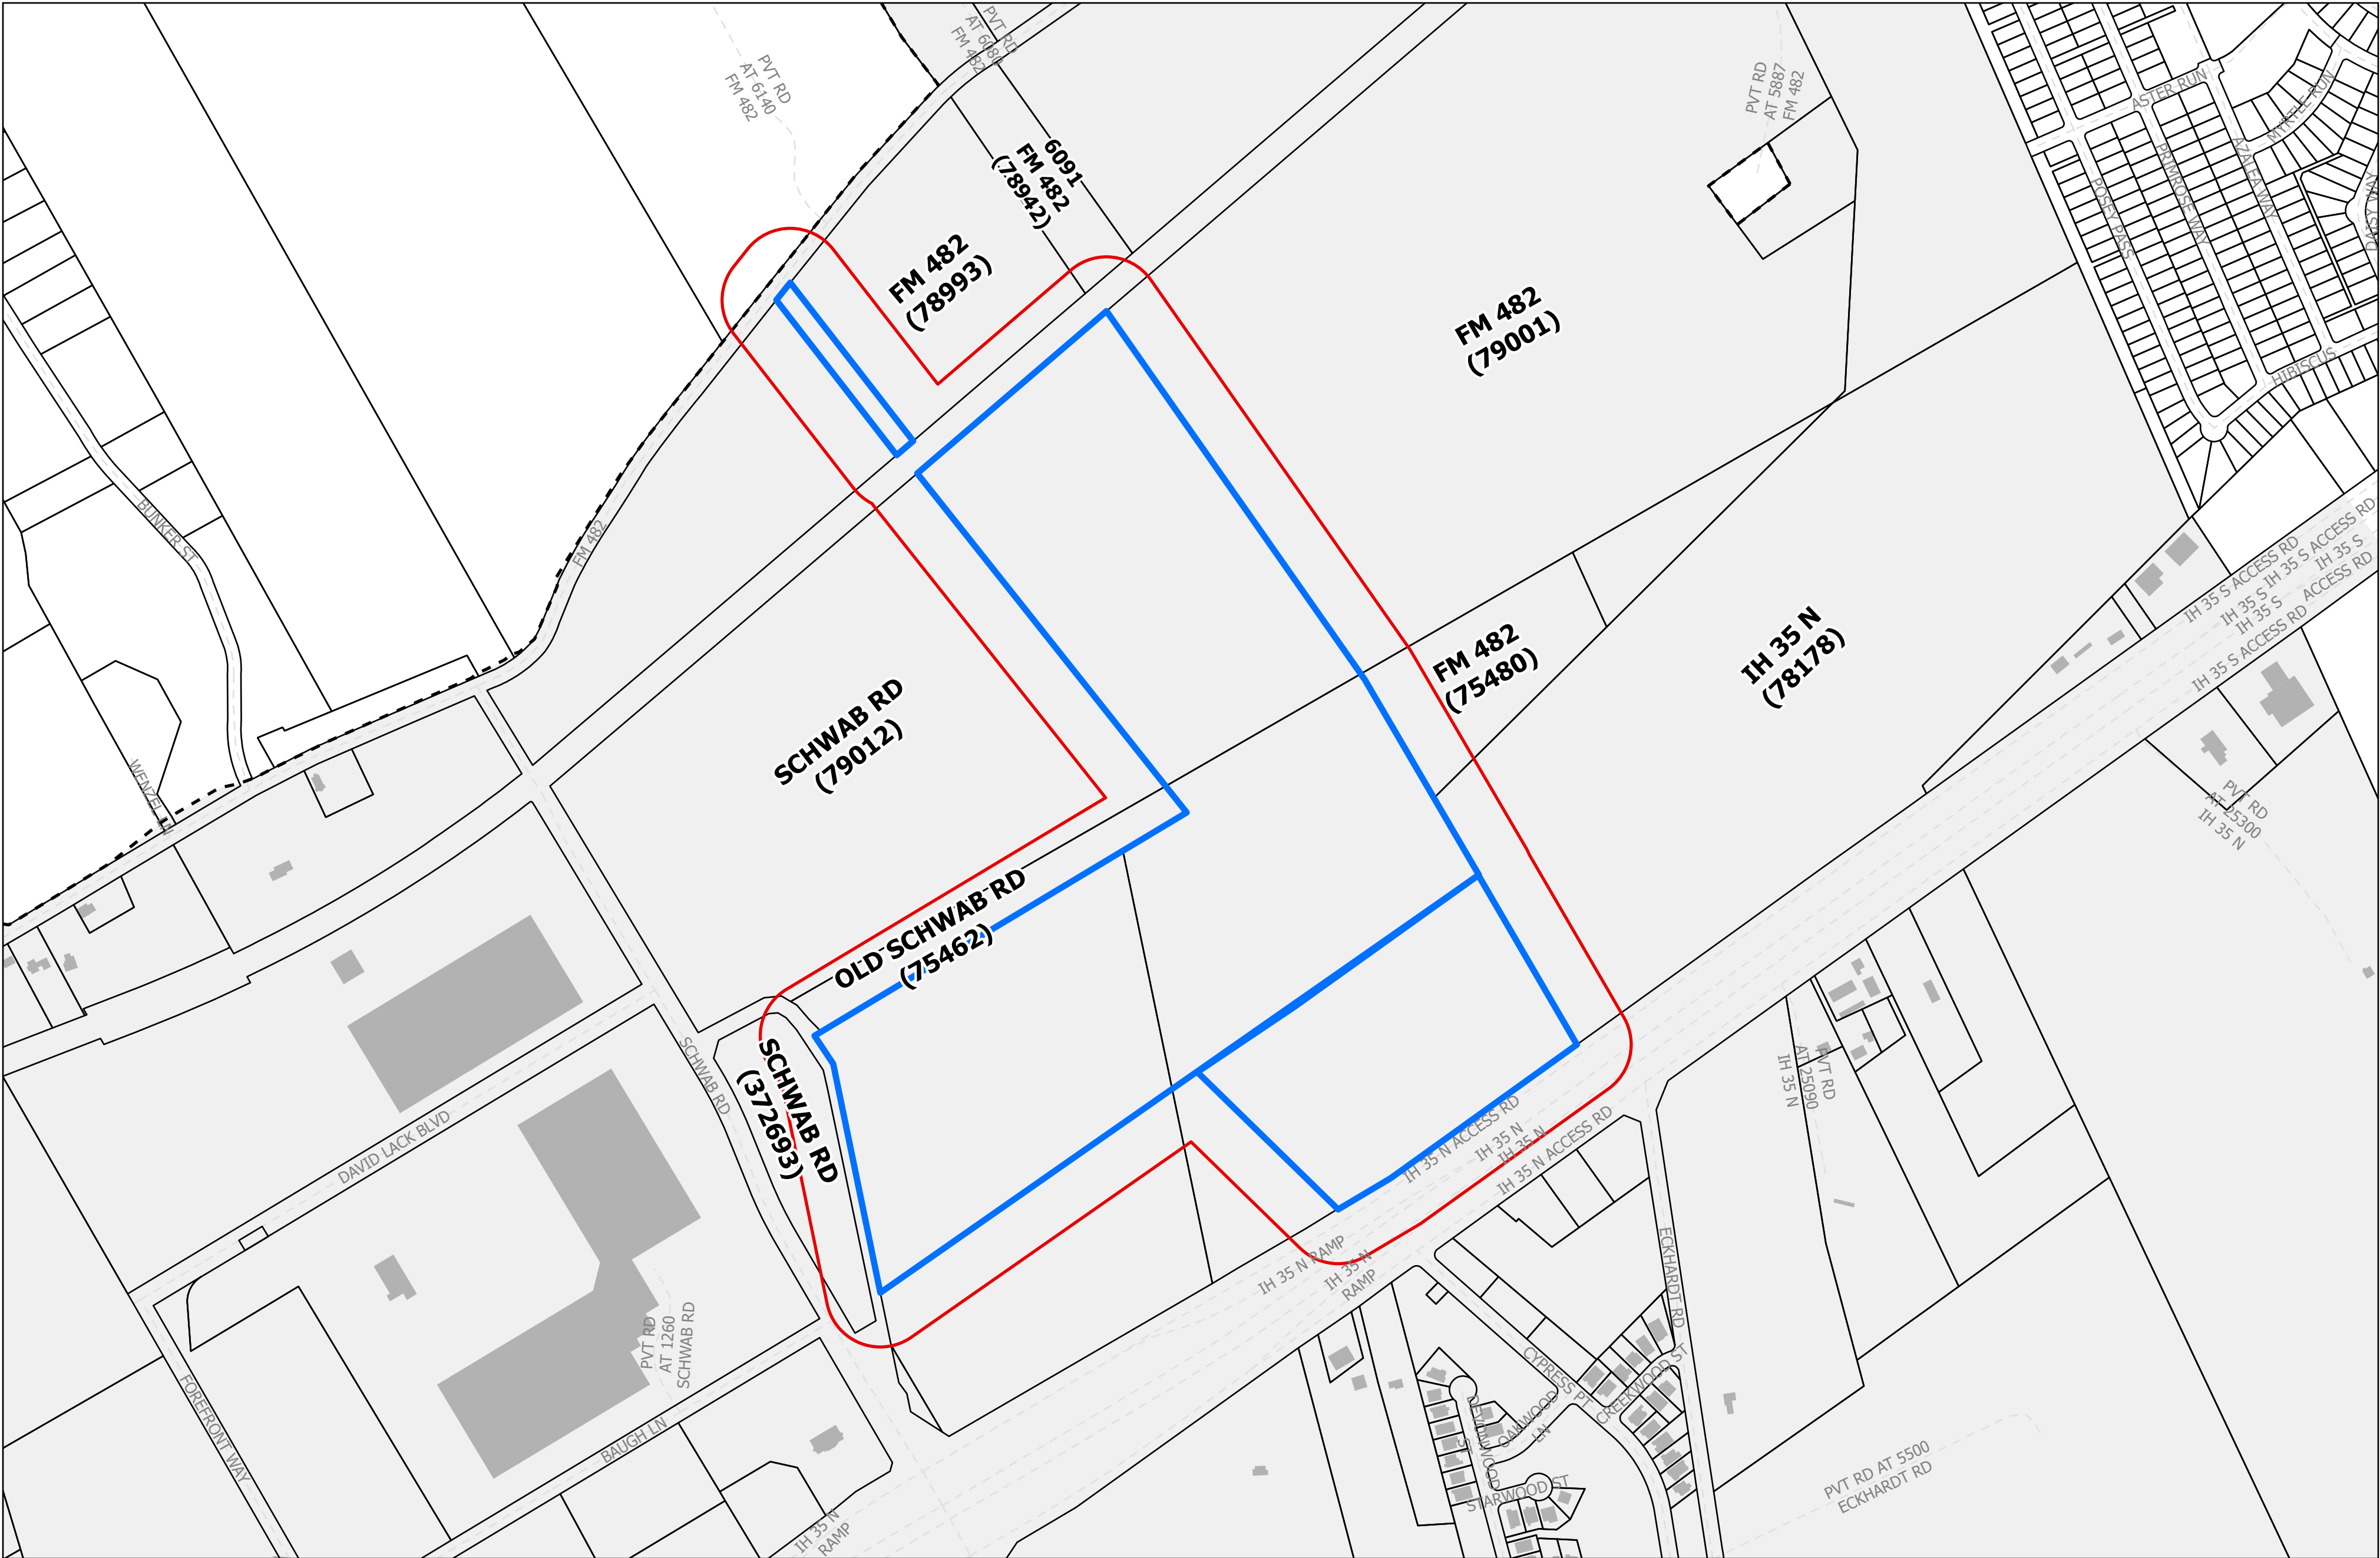 PVT RD
AT 6140
FM 482
PVT RD
AT 6080
FM 482
6091
FM 482
(78942)
FM 482
(78993)
PVT RD
AT 5887
FM 482
FM 482
(79001)
ASTER RUN
MYRTLE RUN
AZALEA WAY
PRIMROSE WAY
POSEY PASS
DAISY WAY
HIBISCUS
BUNKER ST
FM 482
WENZEL LN
SCHWAB RD
(79012)
FM 482
(75480)
IH 35 N
(78178)
IH 35 S ACCESS RD
IH 35 S ACCESS RD
IH 35 S
IH 35 S
IH 35 S
ACCESS RD
IH 35 S ACCESS RD
PVT RD
AT 25300
IH 35 N
OLD SCHWAB RD
(75462)
SCHWAB RD
(372693)
SCHWAB RD
DAVID LACK BLVD
PVT RD
AT 25090
IH 35 N
IH 35 N ACCESS RD
IH 35 N
IH 35 N
IH 35 N ACCESS RD
IH 35 N RAMP
IH 35 N
RAMP
ECKHARDT RD
PVT RD
AT 1260
SCHWAB RD
FOREFRONT WAY
BAUGH LN
CYPRESS PT
CREEKWOOD ST
OAKWOOD
LN
DEVONWOOD
ST
STARWOOD ST
PVT RD AT 5500
ECKHARDT RD
IH 35 N
RAMP